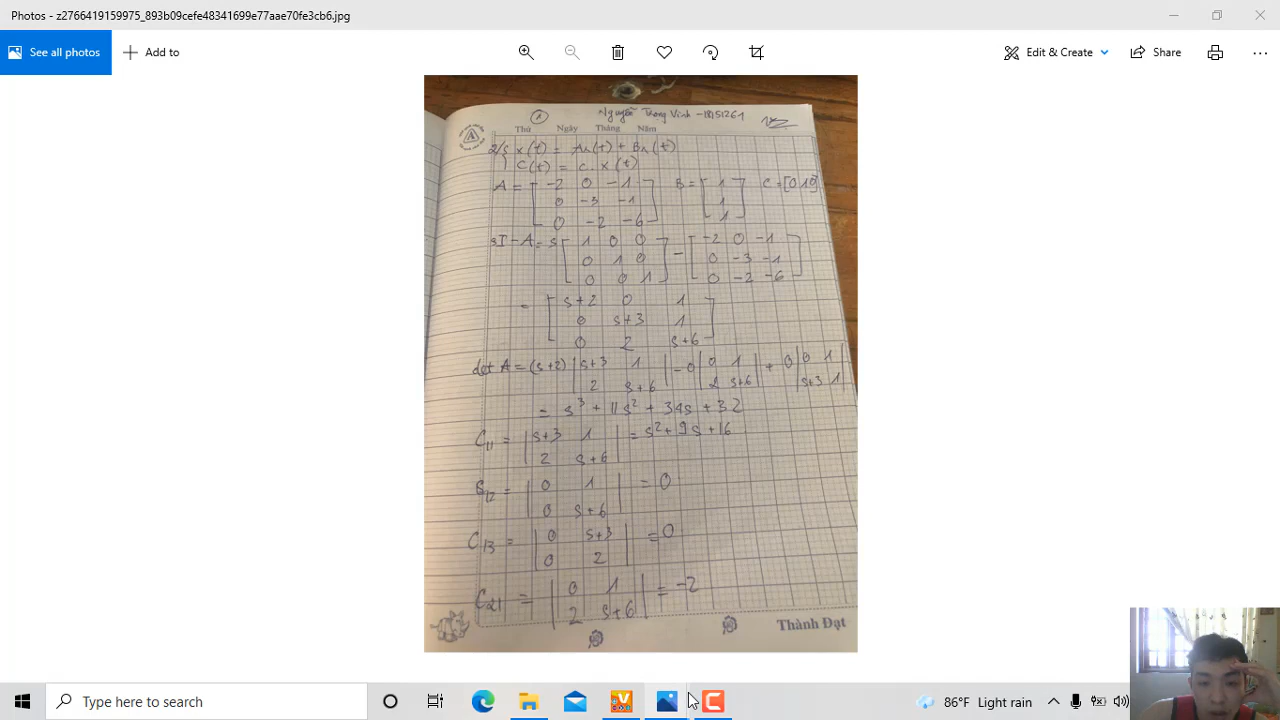 Photos - z2766419159975_893b09cefe48341699e77aae70fe3cb6.jpg
See all photos
Add to
Edit & Create
Share
① Nguyễn Trọng Vinh - 18151261
Thứ Ngày Tháng Năm
2/ { x(t) = Ax(t) + Bn(t)
C(t) = C. x(t)
A = [ -2 0 -1 B = [ 1 C = [0 1 0]
0 -3 -1 1
0 -2 -6 ] 1 ]
sI - A = s [ 1 0 0 - [ -2 0 -1
0 1 0 0 -3 -1
0 0 1 ] 0 -2 -6 ]
= [ s+2 0 1
0 s+3 1
0 2 s+6 ]
det A = (s+2) | s+3 1 | - 0 | 0 1 | + 0 | 0 1 |
2 s+6 2 s+6 s+3 1
= s³ + 11s² + 34s + 32
C₁₁ = | s+3 1 | = s² + 9s + 16
2 s+6
C₁₂ = | 0 1 | = 0
0 s+6
C₁₃ = | 0 s+3 | = 0
0 2
C₂₁ = | 0 1 | = -2
2 s+6
Thành Đạt
Type here to search
86°F Light rain